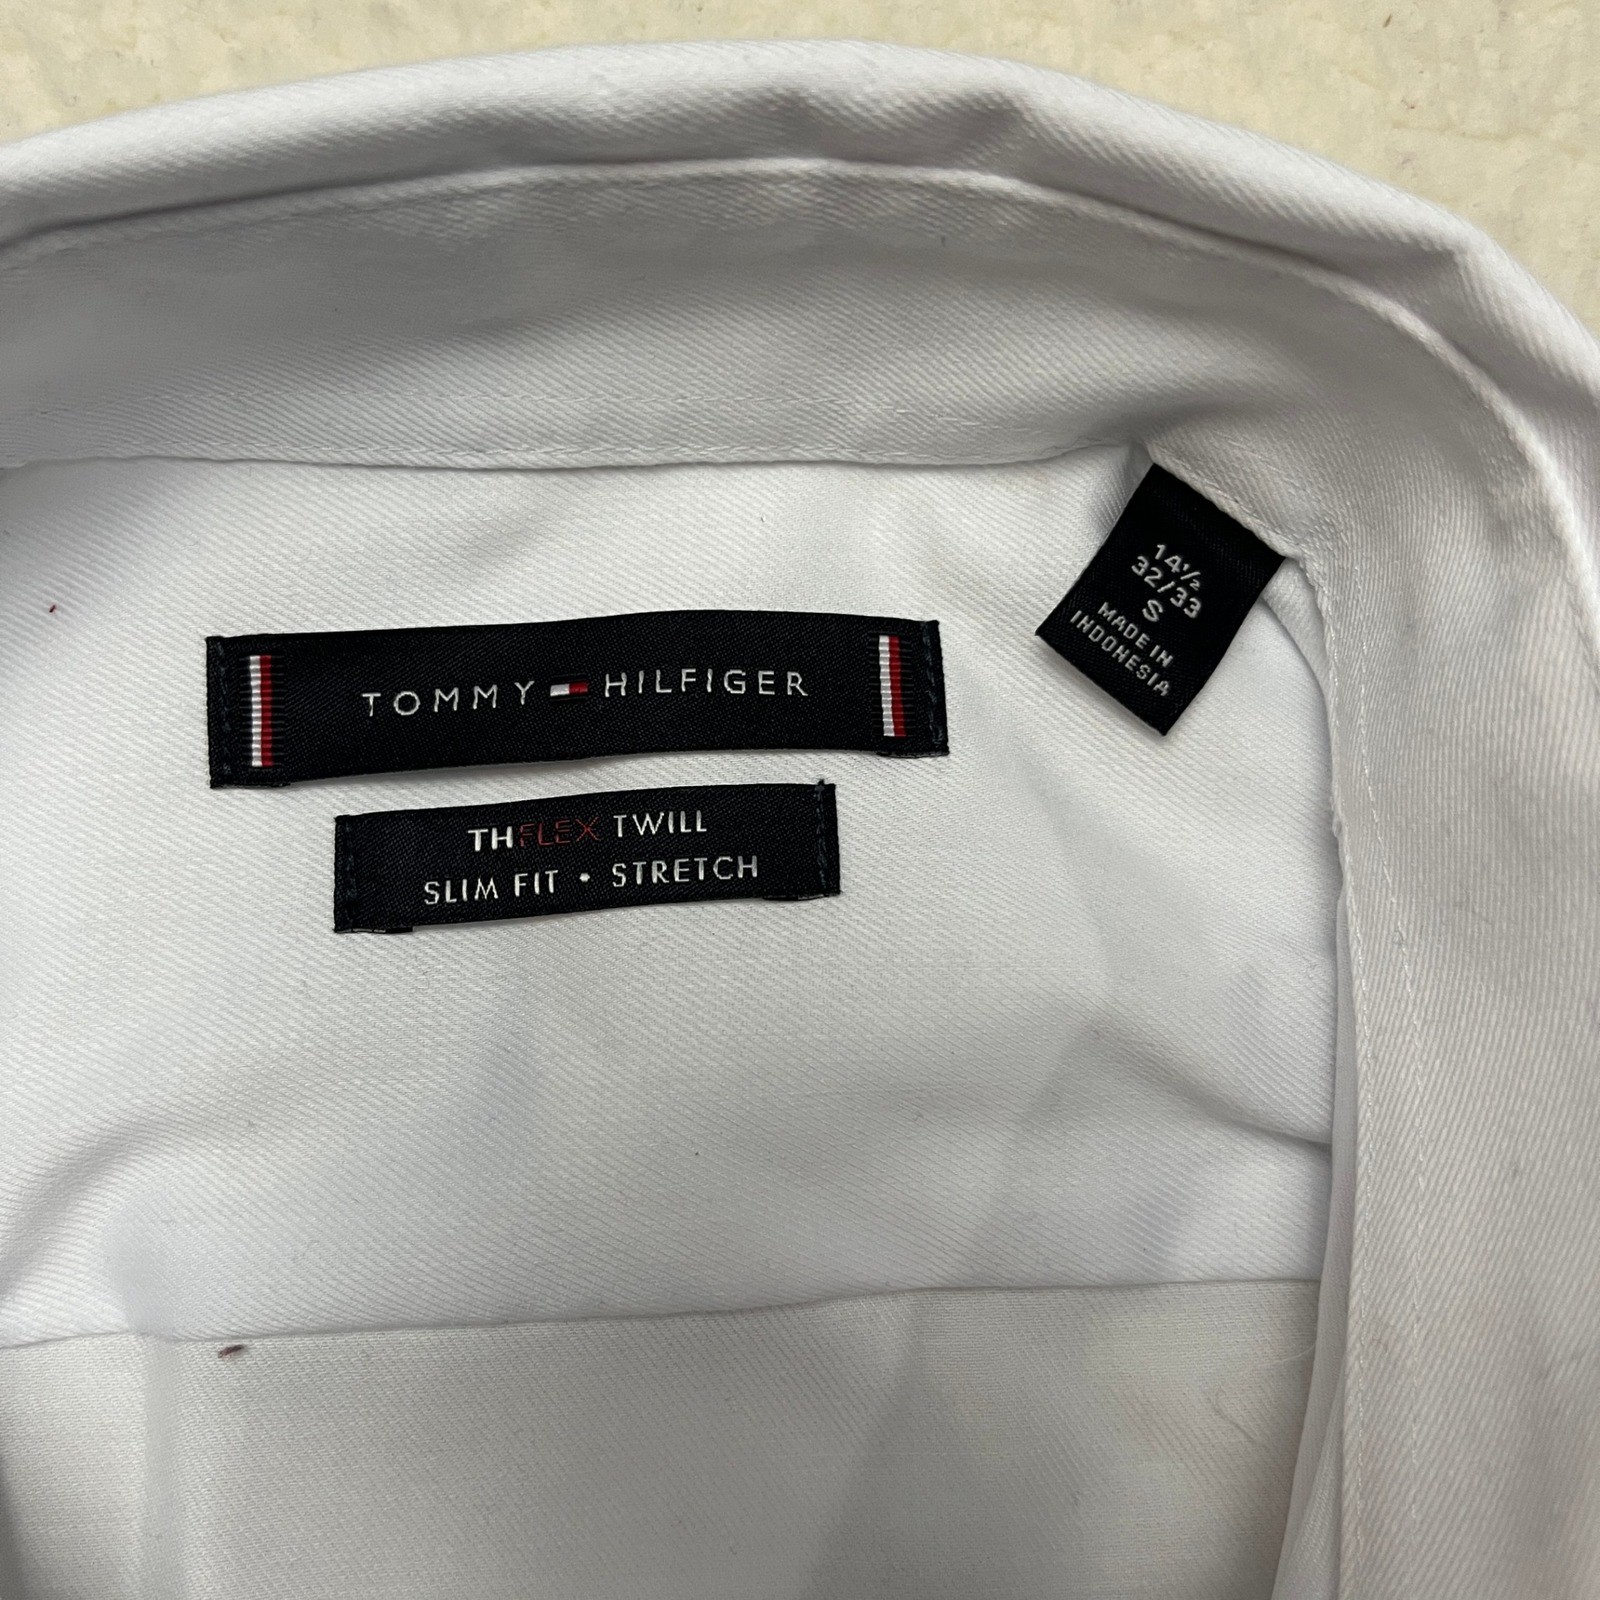 TOMMY HILFIGER
THFLEX TWILL
SLIM FIT • STRETCH
14½
32/33
S
MADE IN
INDONESIA